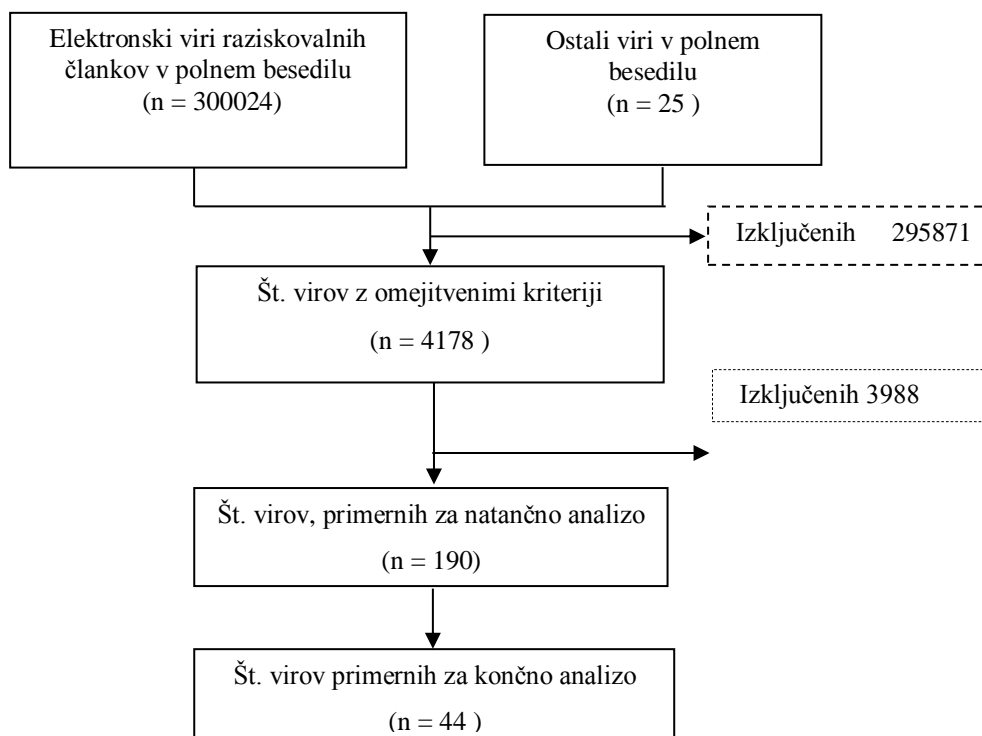 Elektronski viri raziskovalnih
člankov v polnem besedilu
(n = 300024)
Ostali viri v polnem
besedilu
(n = 25 )
Izključenih 295871
Št. virov z omejitvenimi kriteriji
(n = 4178 )
Izključenih 3988
Št. virov, primernih za natančno analizo
(n = 190)
Št. virov primernih za končno analizo
(n = 44 )